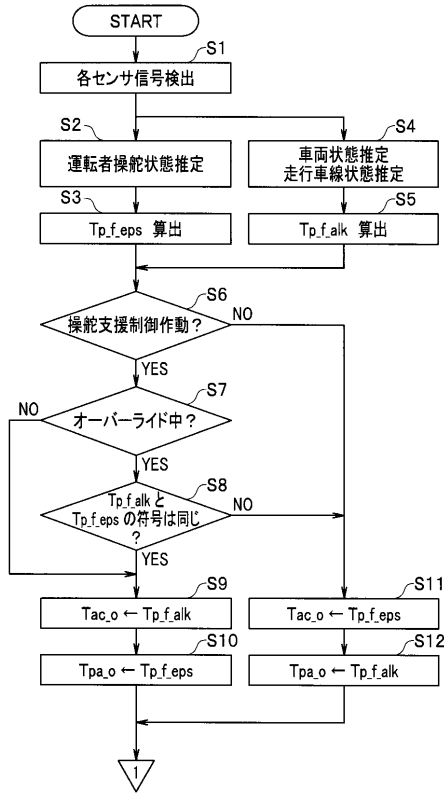 START
S1
各センサ信号検出
S2
運転者操舵状態推定
S4
車両状態推定
走行車線状態推定
S3
Tp_f_eps 算出
S5
Tp_f_alk 算出
S6
操舵支援制御作動？
NO
YES
S7
オーバーライド中？
NO
YES
S8
Tp_f_alk と
Tp_f_eps の符号は同じ
？
NO
YES
S9
Tac_o ← Tp_f_alk
S11
Tac_o ← Tp_f_eps
S10
Tpa_o ← Tp_f_eps
S12
Tpa_o ← Tp_f_alk
1